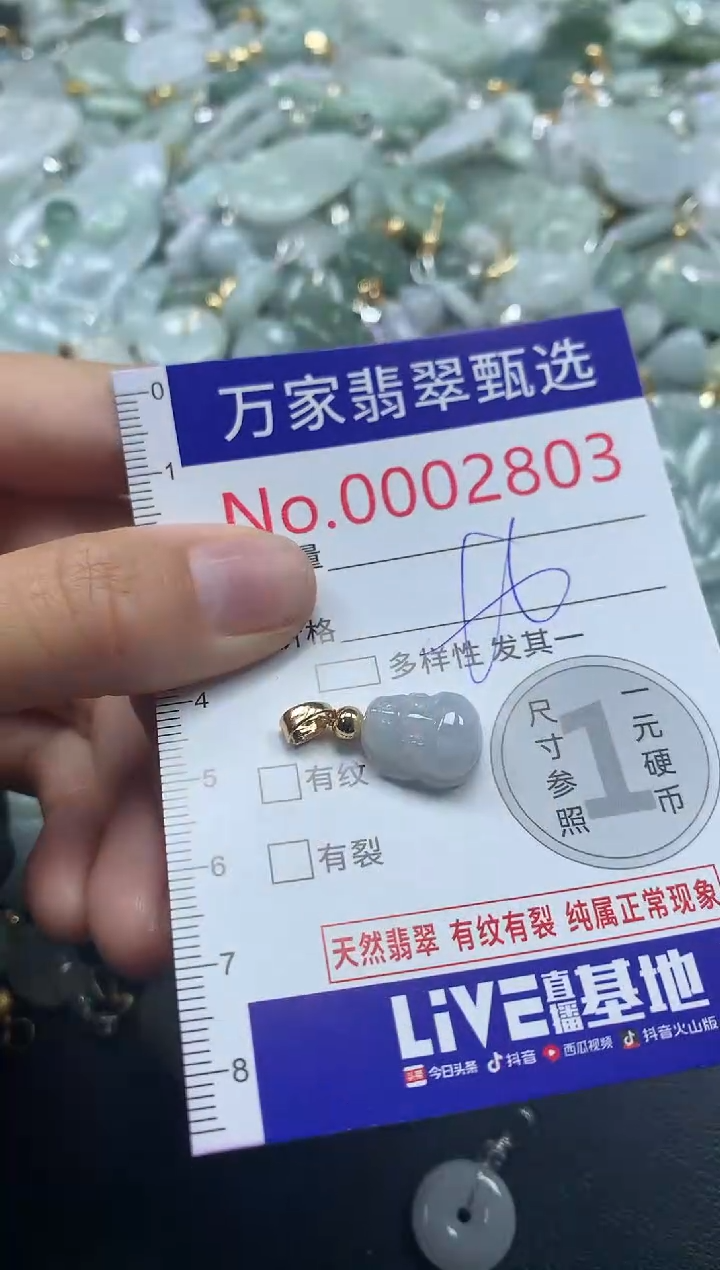 0
万家翡翠甄选
1
No.0002803
量
价格
多样性 发其一
4
尺寸参照
1
一元硬币
5
有纹
6
有裂
天然翡翠 有纹有裂 纯属正常现象
7
LiVE直播基地
8
头条 今日头条 抖音 西瓜视频 抖音火山版